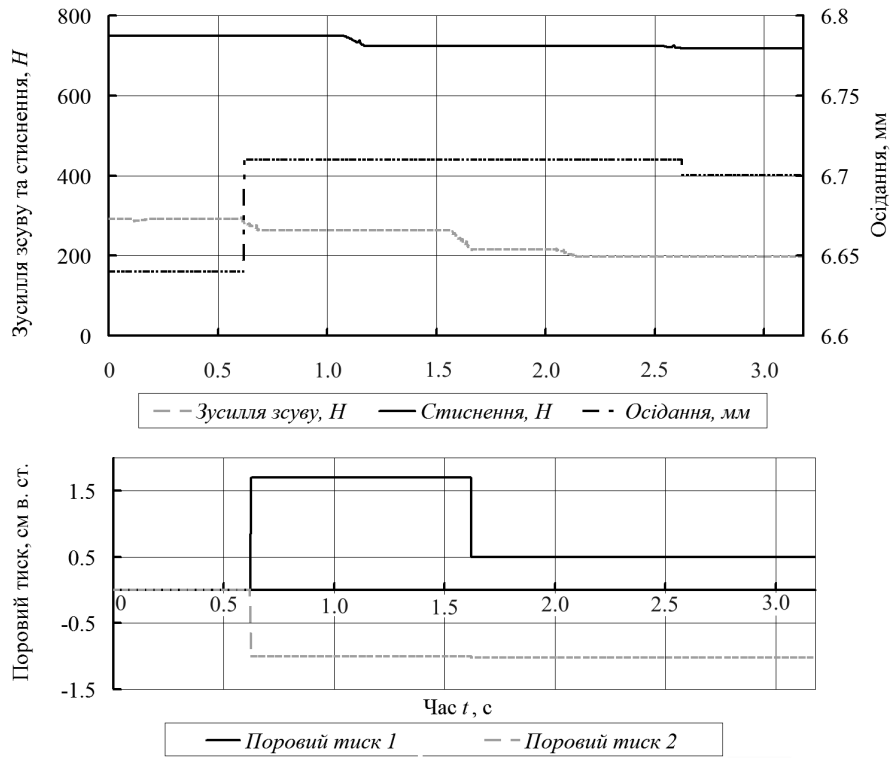 Зусилля зсуву та стиснення, Н
800
600
400
200
0
6.8
6.75
6.7
6.65
6.6
Осідання, мм
0 0.5 1.0 1.5 2.0 2.5 3.0
Зусилля зсуву, Н Стиснення, Н Осідання, мм
Поровий тиск, см в. ст.
1.5
0.5
-0.5
-1.5
0 0.5 1.0 1.5 2.0 2.5 3.0
Час t, с
Поровий тиск 1 Поровий тиск 2